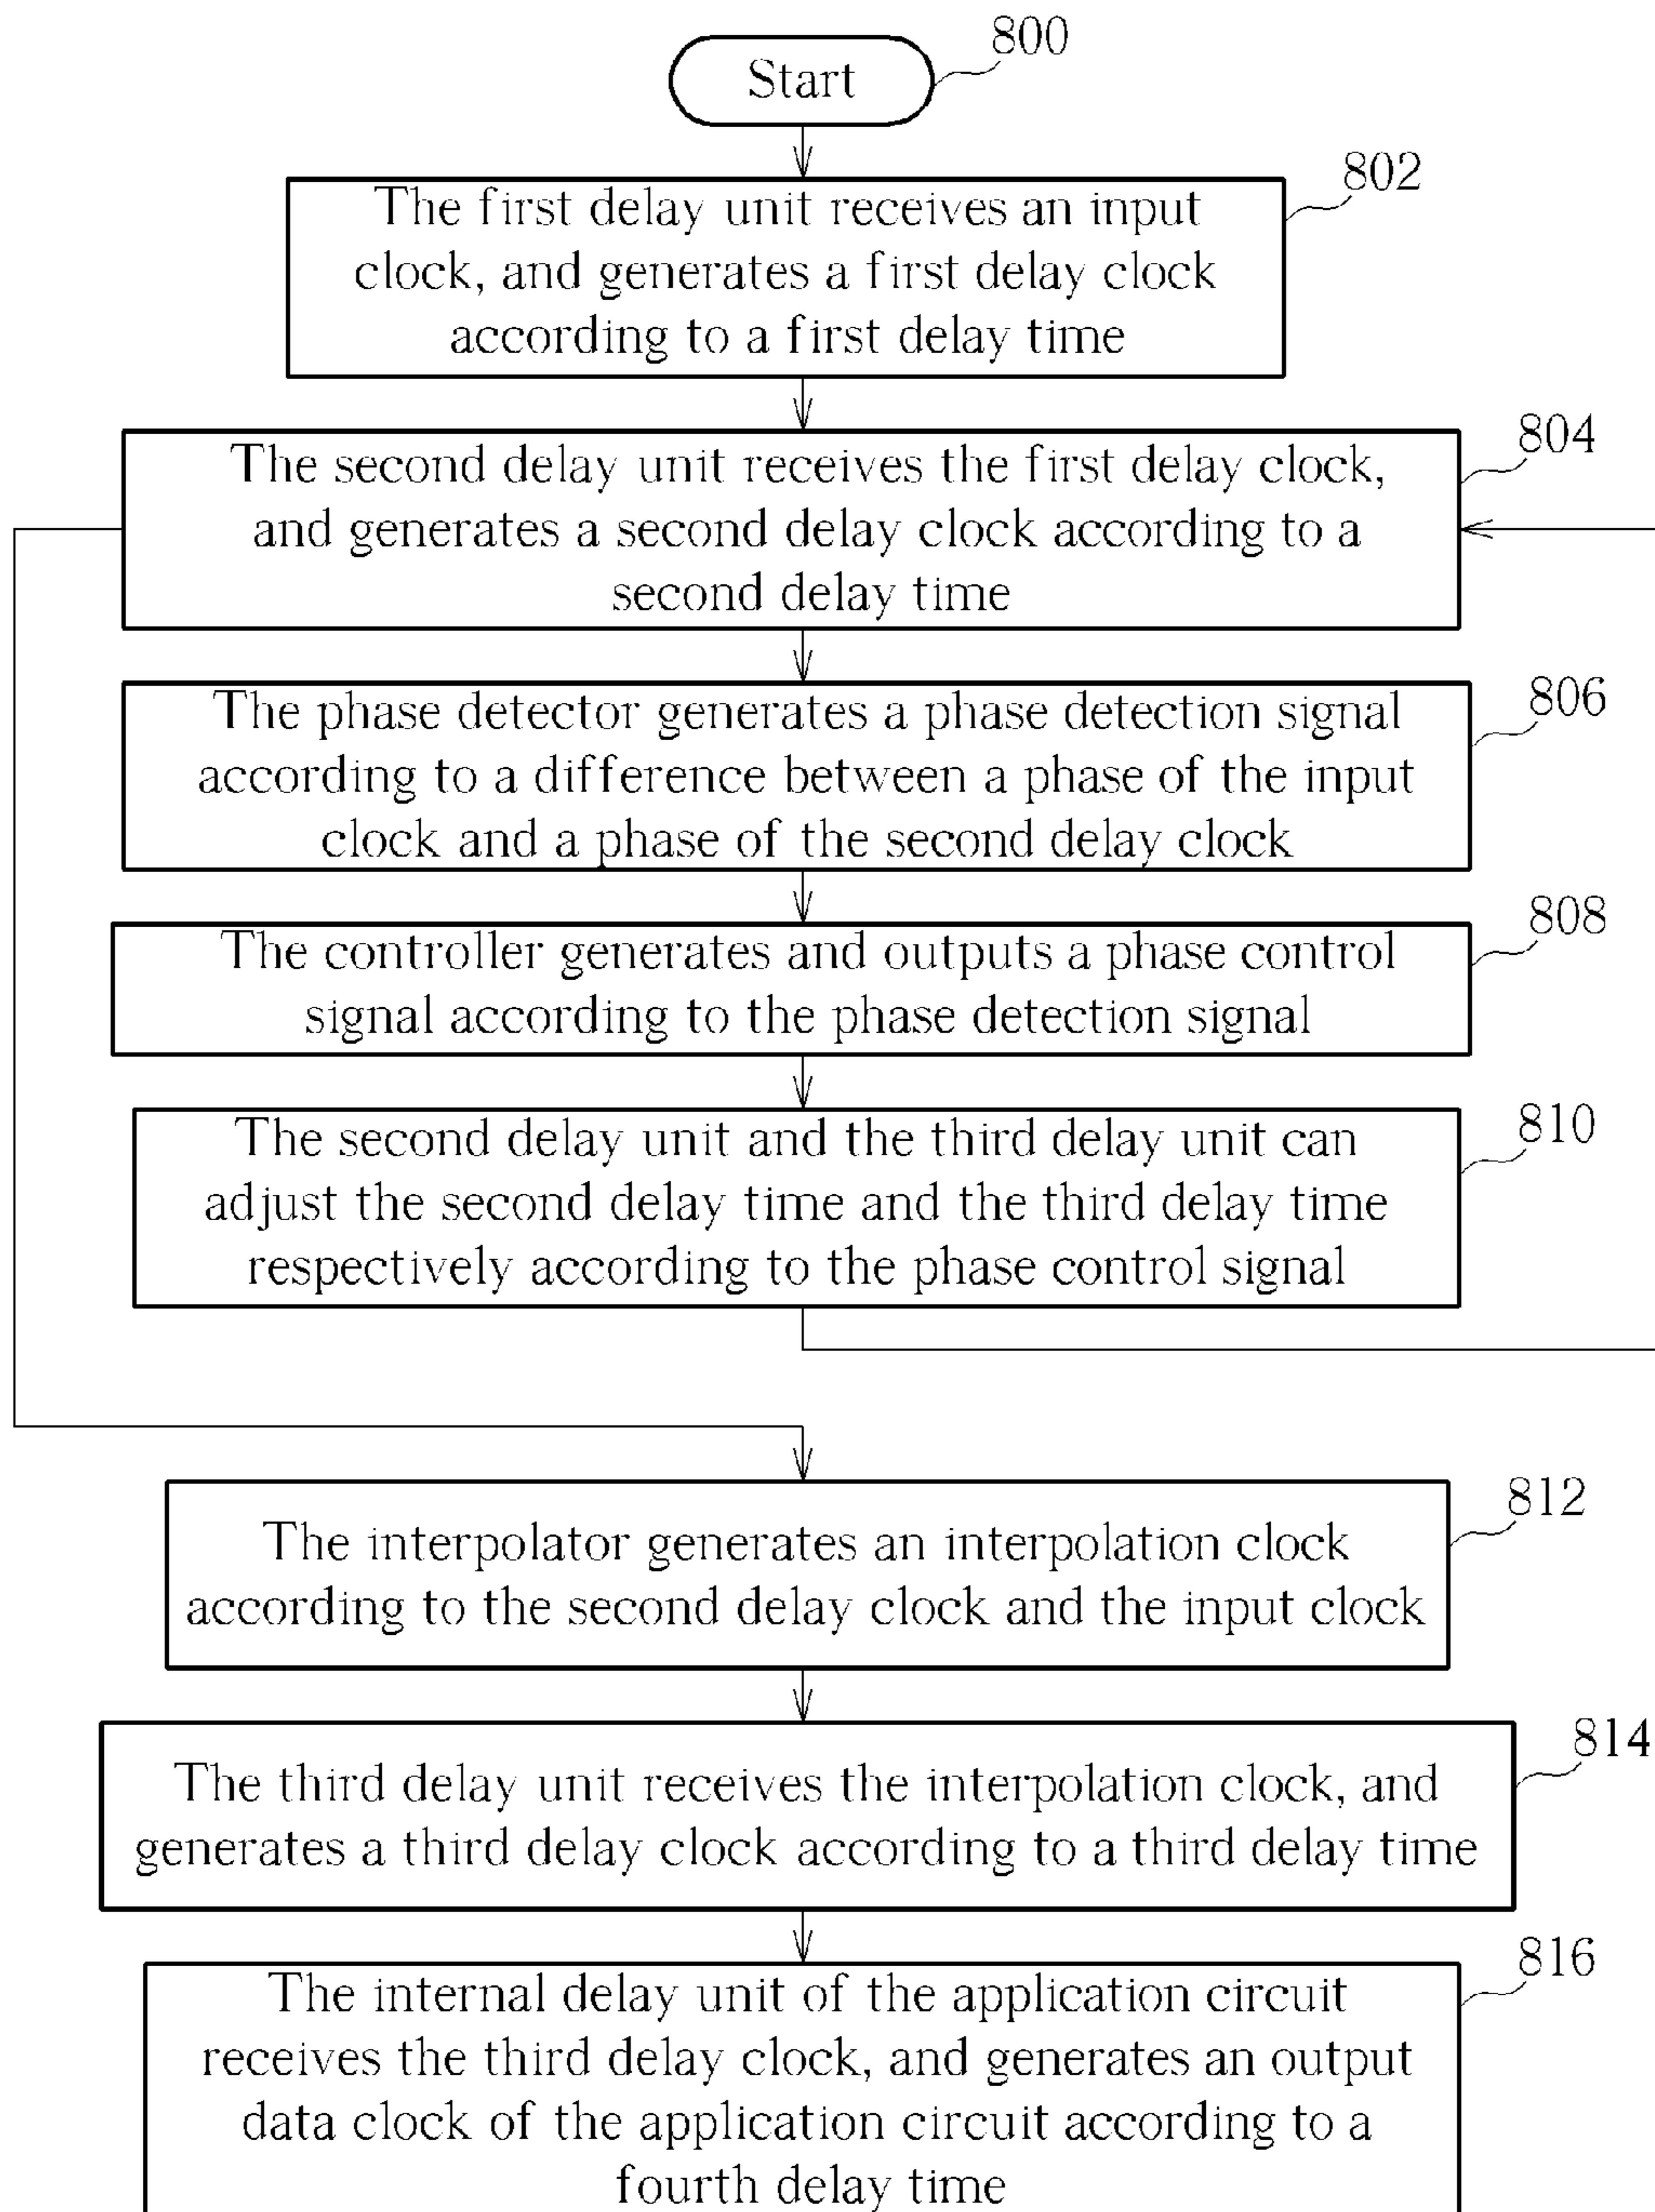 800
Start
802
The first delay unit receives an input
clock, and generates a first delay clock
according to a first delay time
804
The second delay unit receives the first delay clock,
and generates a second delay clock according to a
second delay time
806
The phase detector generates a phase detection signal
according to a difference between a phase of the input
clock and a phase of the second delay clock
808
The controller generates and outputs a phase control
signal according to the phase detection signal
810
The second delay unit and the third delay unit can
adjust the second delay time and the third delay time
respectively according to the phase control signal
812
The interpolator generates an interpolation clock
according to the second delay clock and the input clock
814
The third delay unit receives the interpolation clock, and
generates a third delay clock according to a third delay time
816
The internal delay unit of the application circuit
receives the third delay clock, and generates an output
data clock of the application circuit according to a
fourth delay time